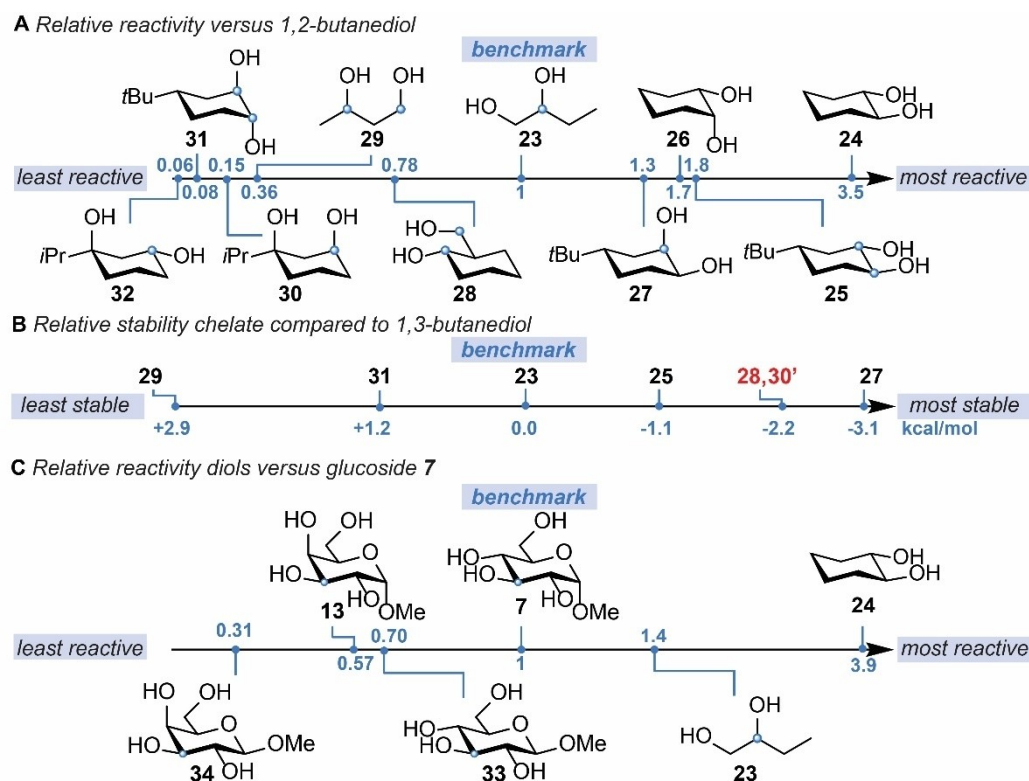 A Relative reactivity versus 1,2-butanediol
benchmark
OH
tBu
OH
31
OH
OH
29
HO
OH
23
OH
OH
26
OH
OH
24
least reactive
0.06
0.08
0.15
0.36
0.78
1
1.3
1.7
1.8
3.5
most reactive
OH
iPr
OH
32
OH
OH
iPr
30
HO
HO
28
OH
tBu
OH
27
tBu
OH
OH
25
B Relative stability chelate compared to 1,3-butanediol
benchmark
29
31
23
25
28,30'
27
least stable
most stable
+2.9
+1.2
0.0
-1.1
-2.2
-3.1
kcal/mol
C Relative reactivity diols versus glucoside 7
benchmark
HO
OH
O
HO
HO
OMe
13
OH
HO
O
HO
HO
OMe
7
OH
OH
24
least reactive
0.31
0.57
0.70
1
1.4
3.9
most reactive
HO
OH
O
HO
OMe
HO
34
OH
HO
O
HO
OMe
HO
33
OH
HO
23